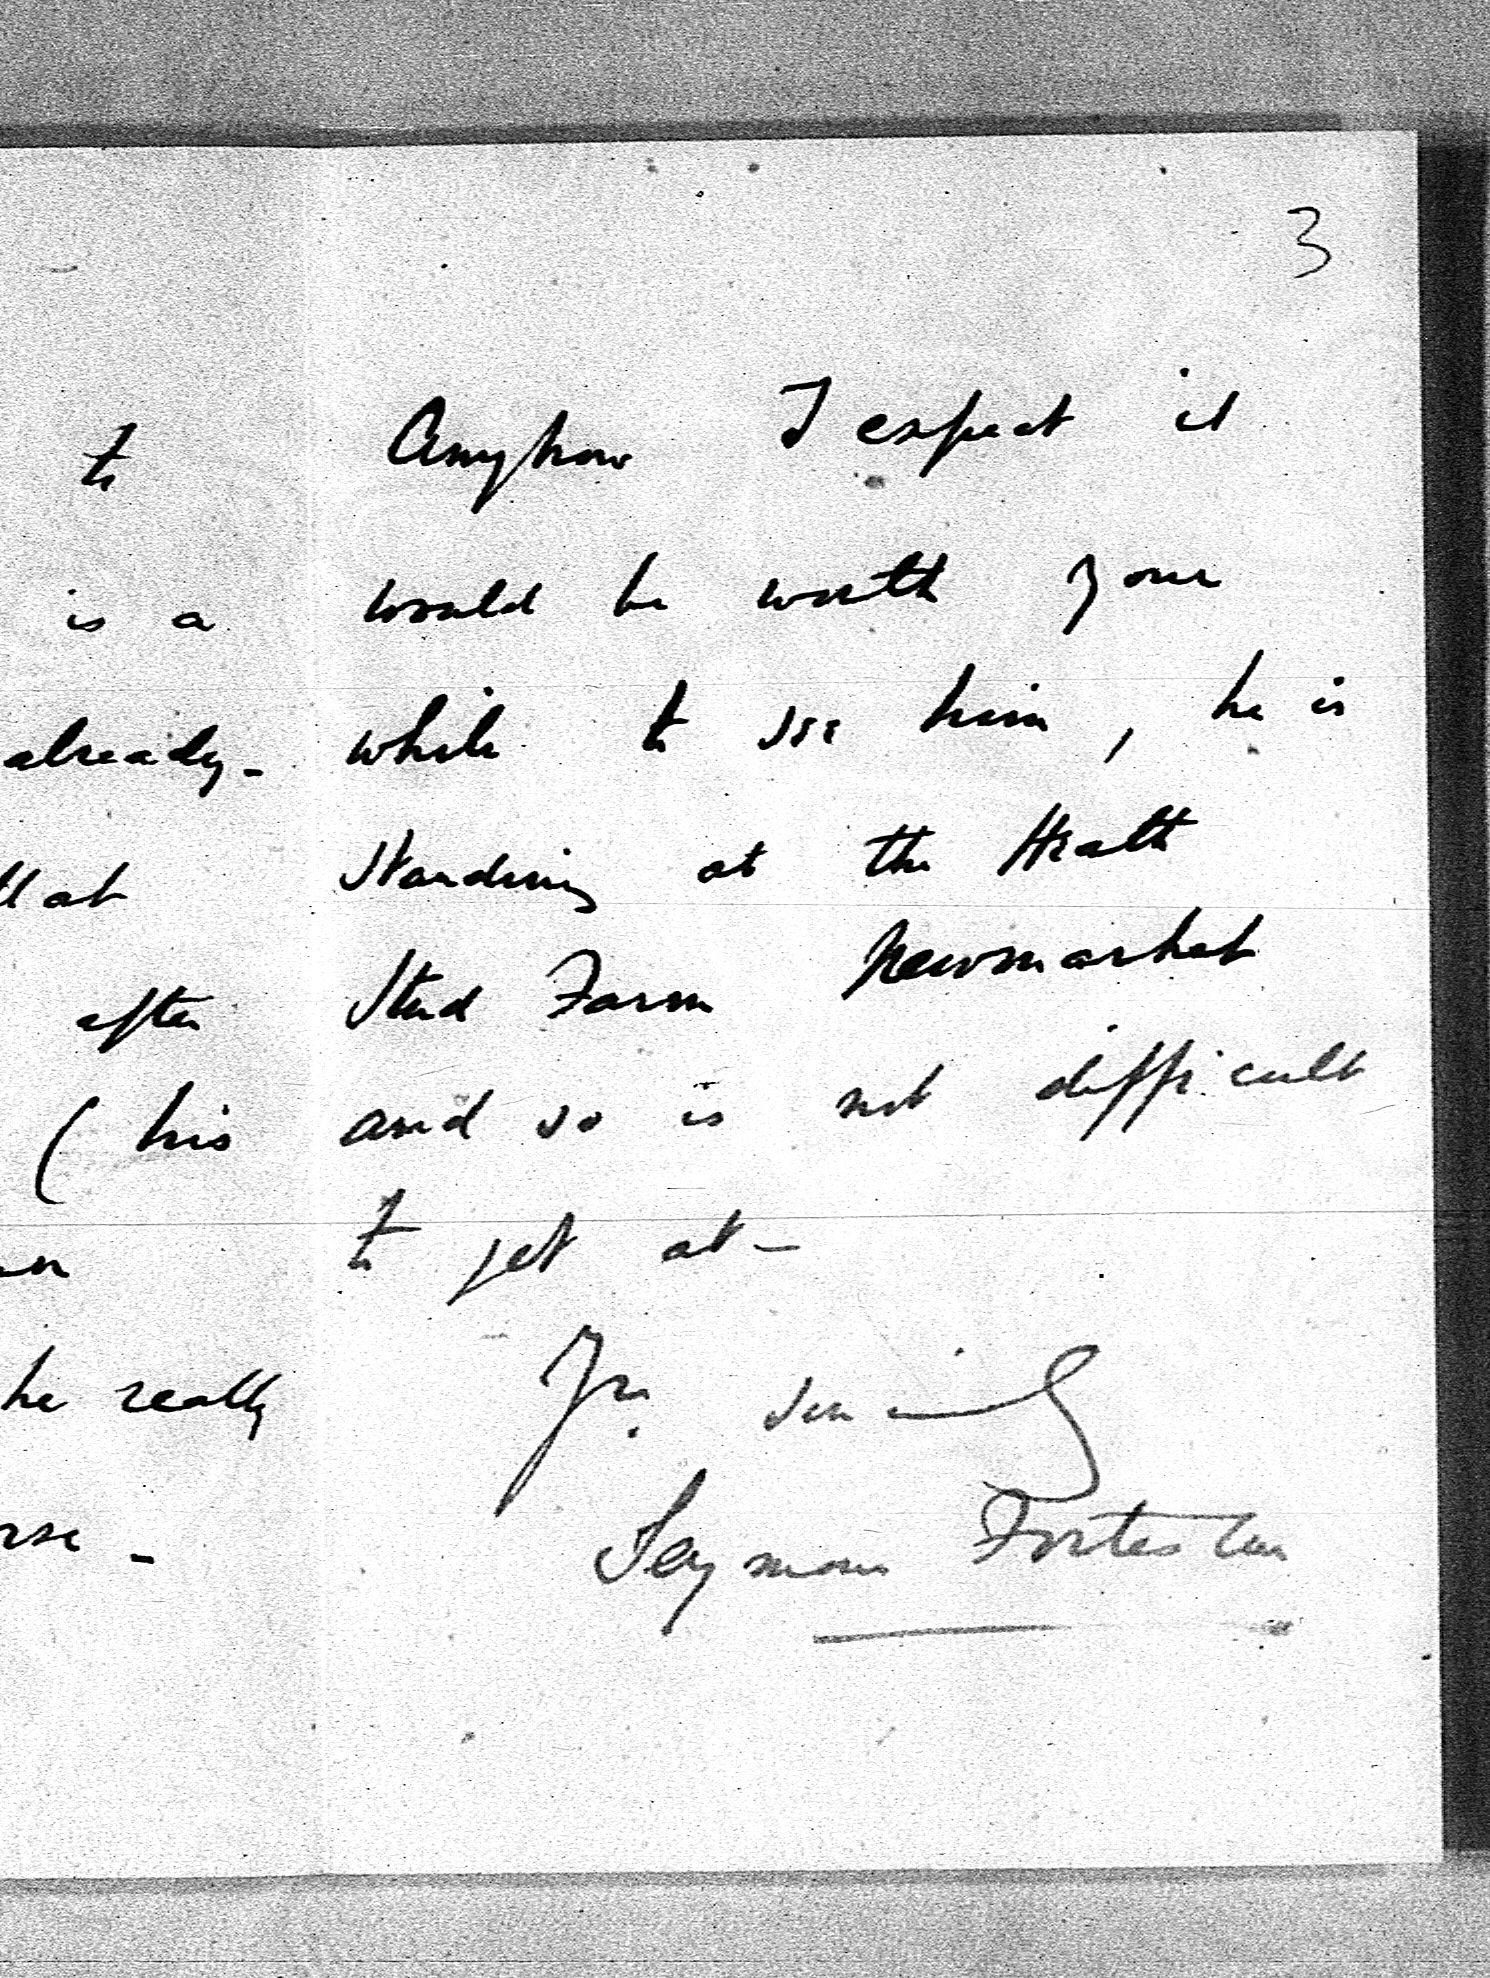 3
to
is a
already -
at
after
( his
he really
-
Anyhow I expect it
would be worth your
while to see him, he is
standing at the Heath
Stud Farm Newmarket
and so is not difficult
to get at -
Yrs. sincerely
Seymour Fortescue